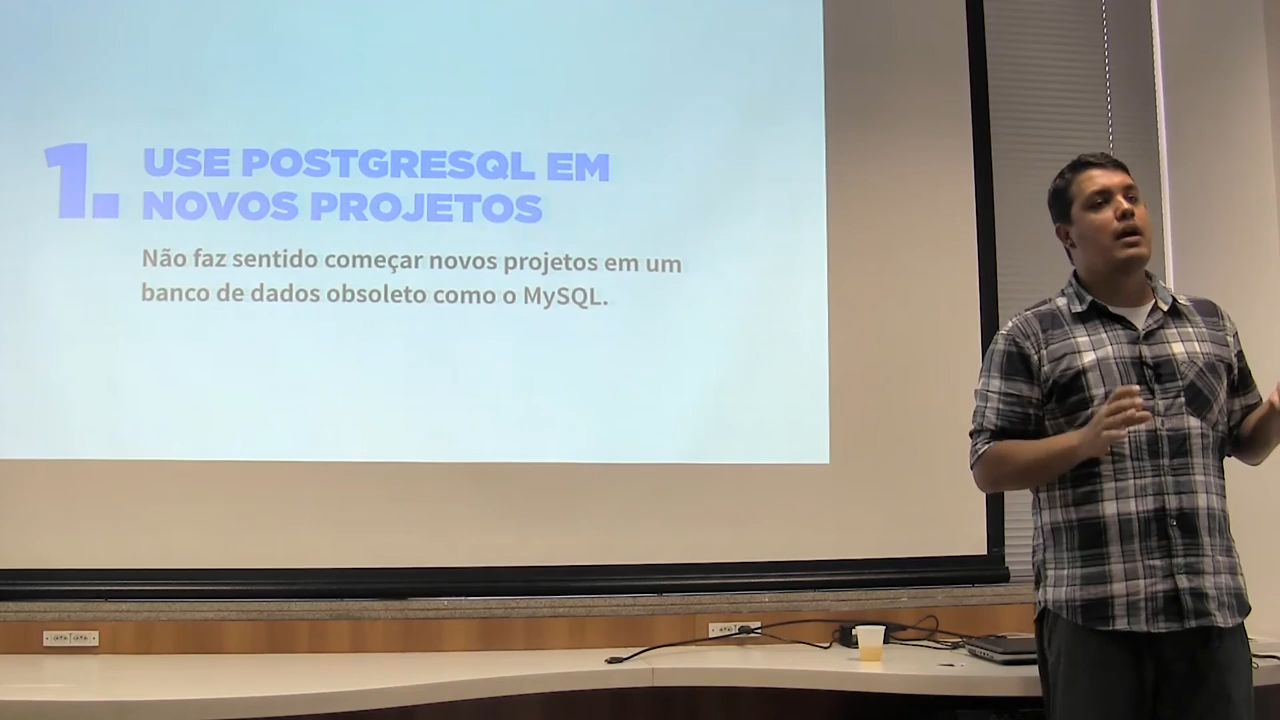 1. USE POSTGRESQL EM
NOVOS PROJETOS
Não faz sentido começar novos projetos em um
banco de dados obsoleto como o MySQL.